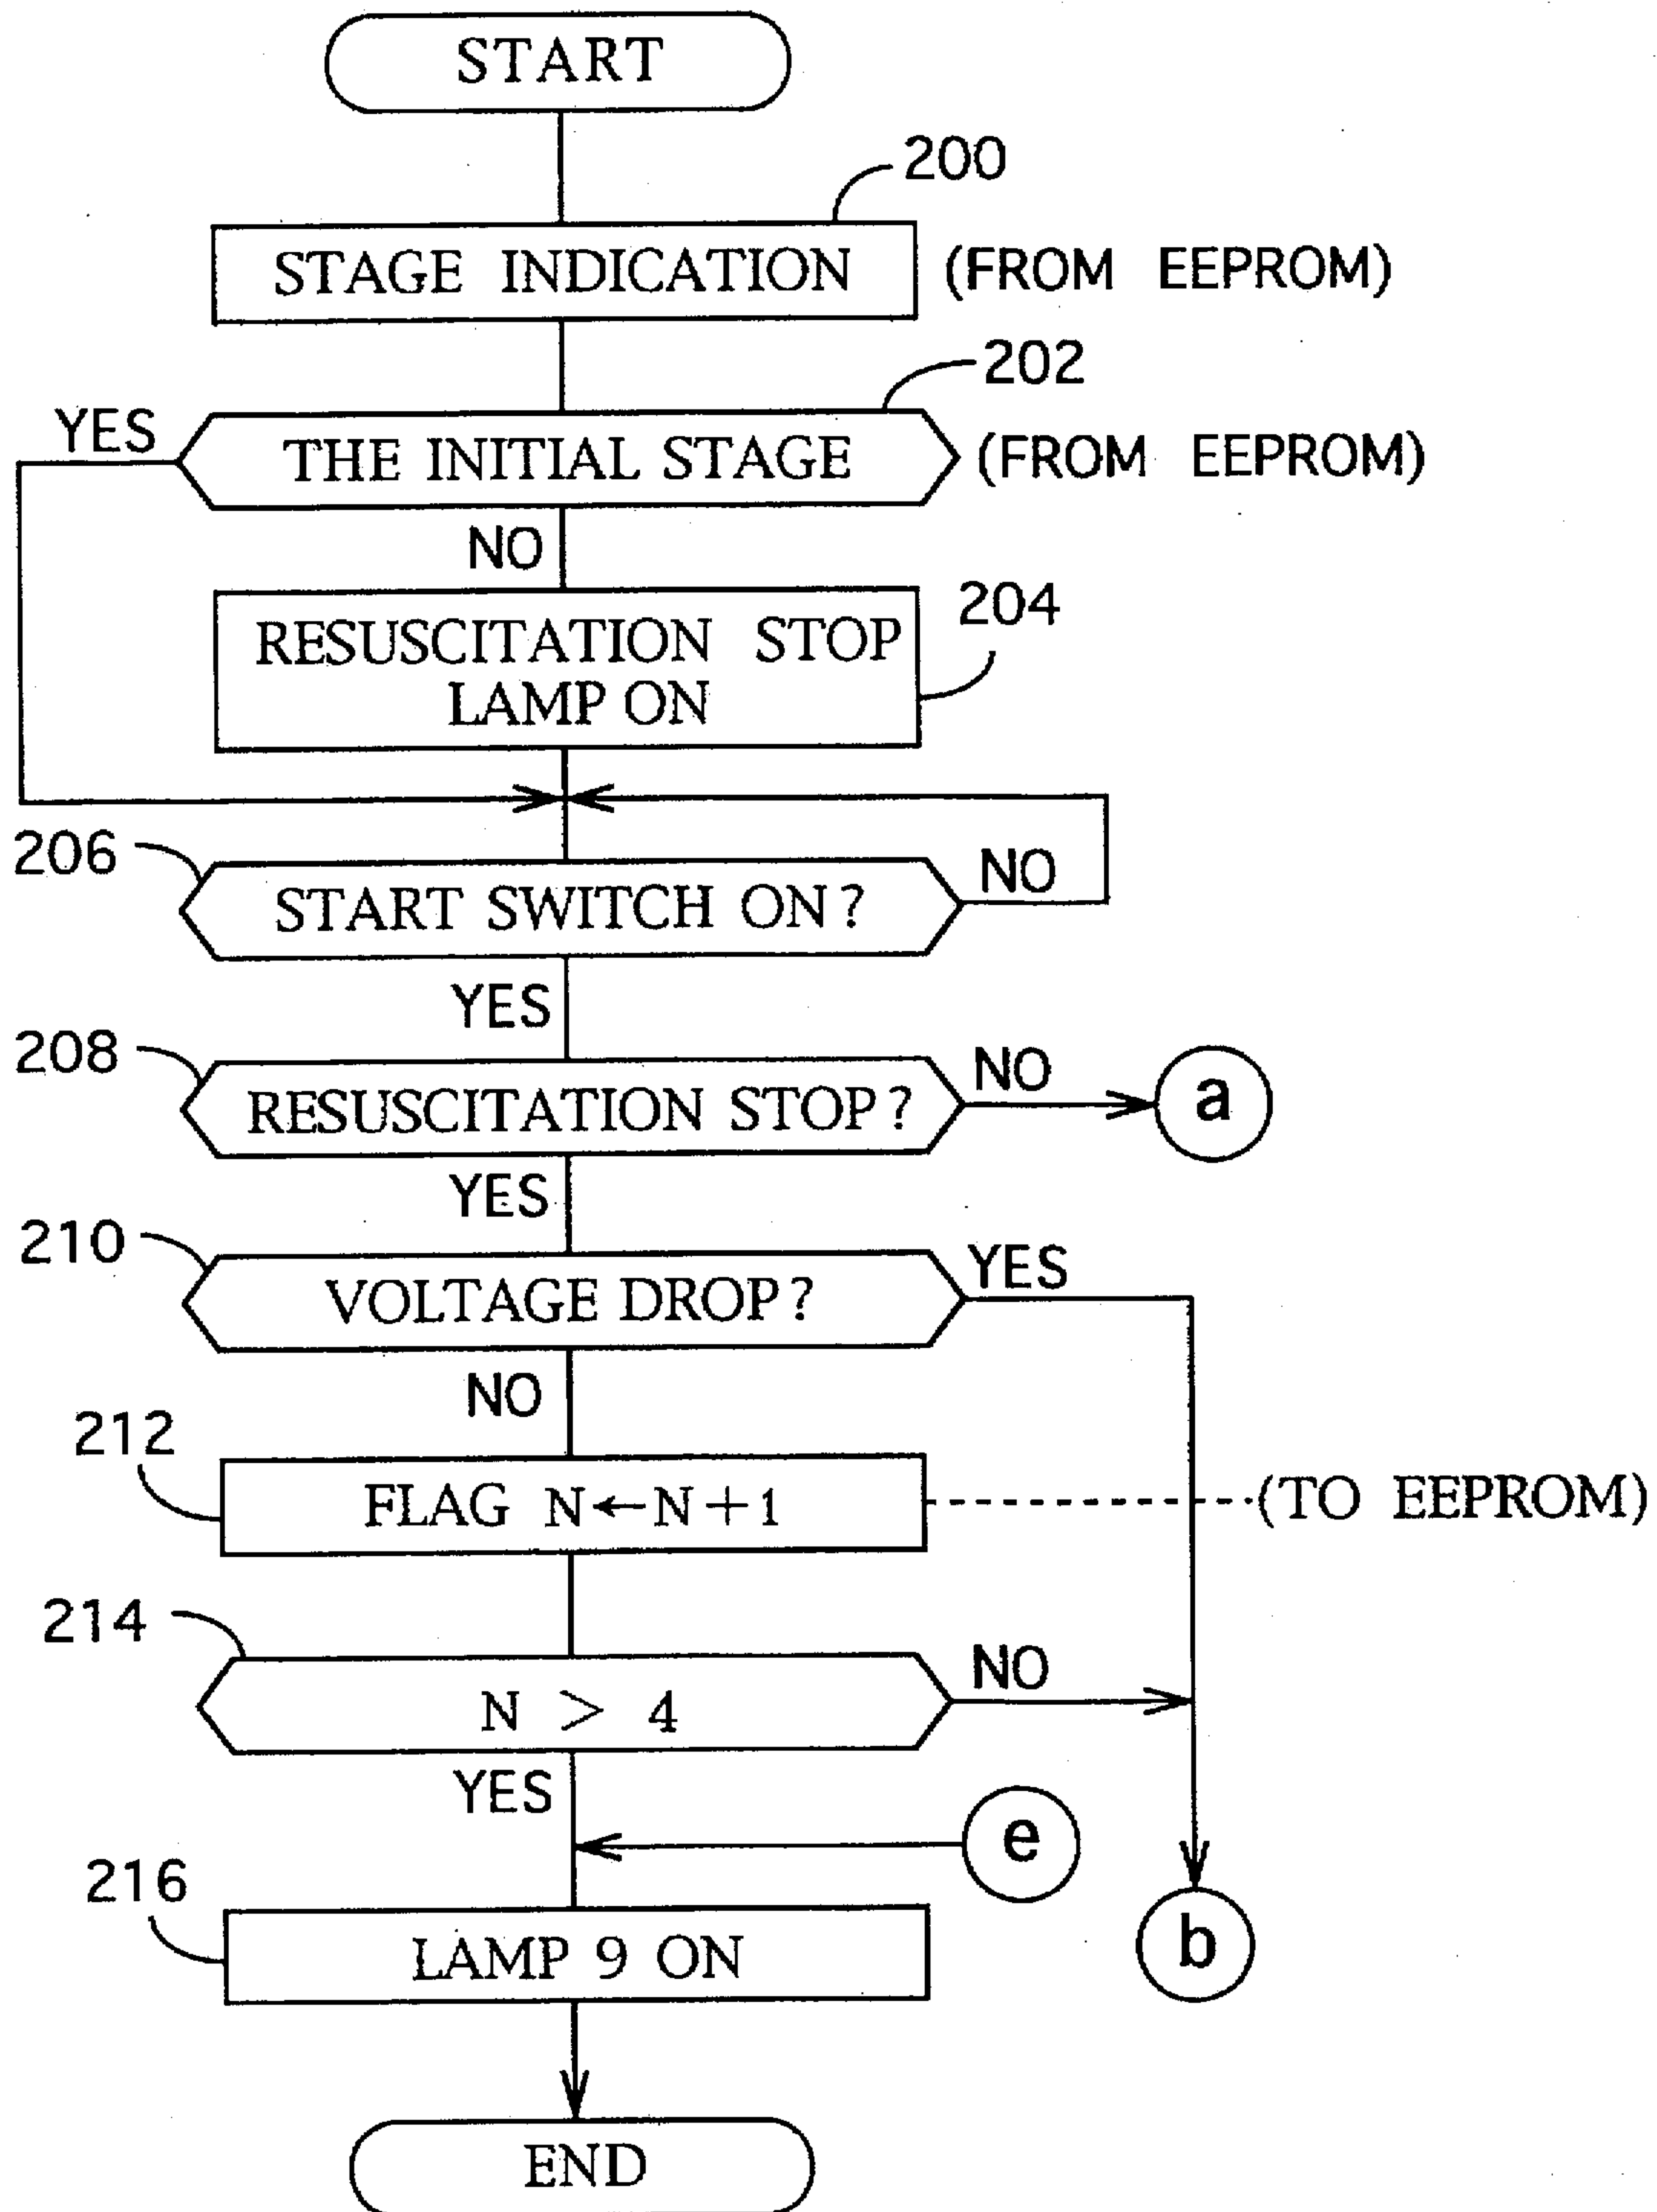 START
200
STAGE INDICATION (FROM EEPROM)
202
YES
THE INITIAL STAGE (FROM EEPROM)
NO
204
RESUSCITATION STOP
LAMP ON
206
NO
START SWITCH ON?
YES
208
NO
RESUSCITATION STOP?
a
YES
210
YES
VOLTAGE DROP?
NO
212
FLAG N←N+1
(TO EEPROM)
214
NO
N > 4
YES
e
216
LAMP 9 ON
b
END